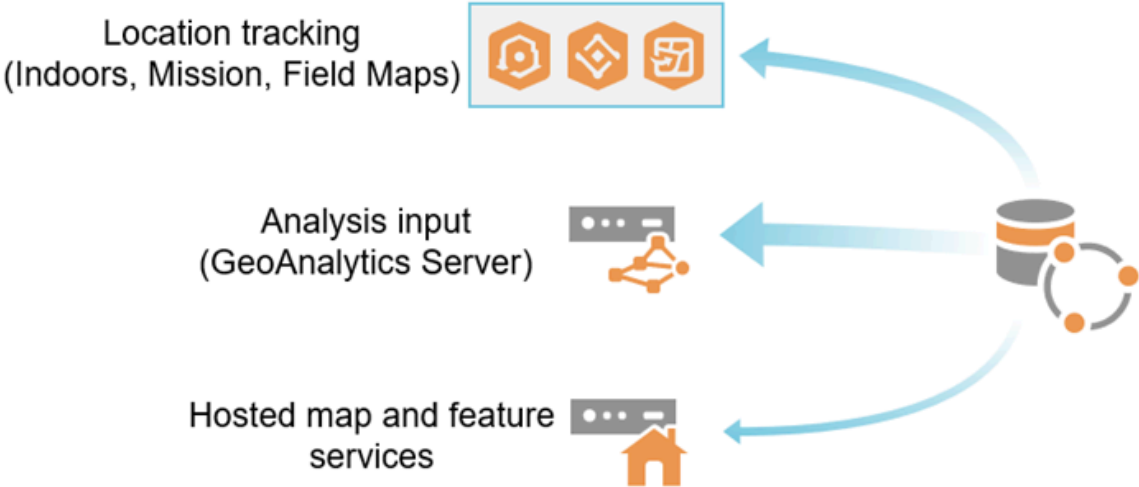 Location tracking
(Indoors, Mission, Field Maps)
Analysis input
(GeoAnalytics Server)
Hosted map and feature
services